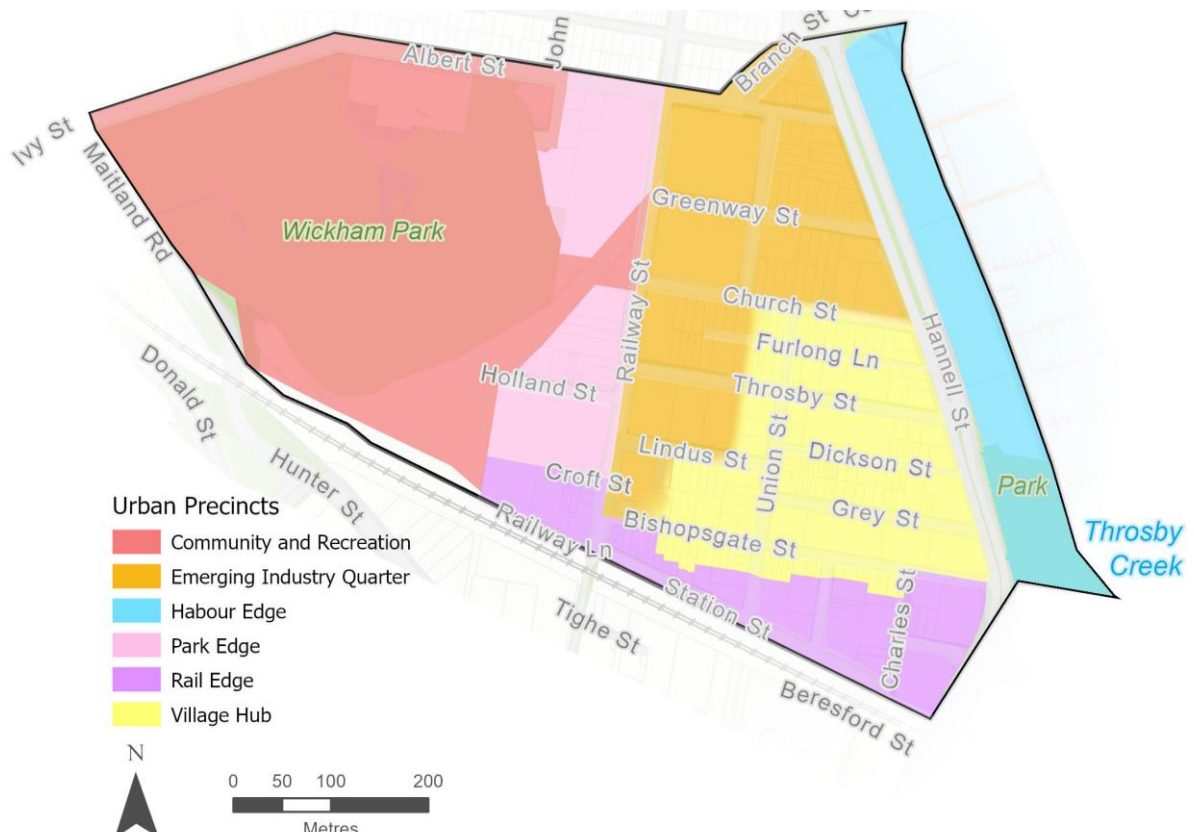 John
Branch St
Albert St
Ivy St
Maitland Rd
Wickham Park
Greenway St
Railway St
Church St
Hannell St
Furlong Ln
Donald St
Holland St
Throsby St
Union St
Hunter St
Lindus St
Dickson St
Croft St
Park
Grey St
Railway Ln
Bishopsgate St
Throsby
Creek
Station St
Charles St
Tighe St
Beresford St
Urban Precincts
Community and Recreation
Emerging Industry Quarter
Habour Edge
Park Edge
Rail Edge
Village Hub
N
0 50 100 200
Metres